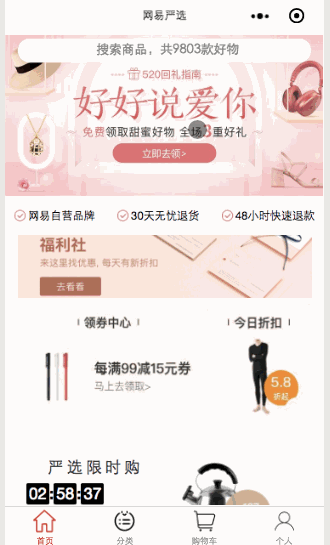 网易严选
搜索商品，共9803款好物
520回礼指南
好好说爱你
免费领取甜蜜好物 全场3重好礼
立即去领>
网易自营品牌
30天无忧退货
48小时快速退款
福利社
来这里找优惠，每天有新折扣
去看看
领券中心
今日折扣
每满99减15元券
马上去领取>
5.8
折起
严选限时购
02:58:37
首页
分类
购物车
个人